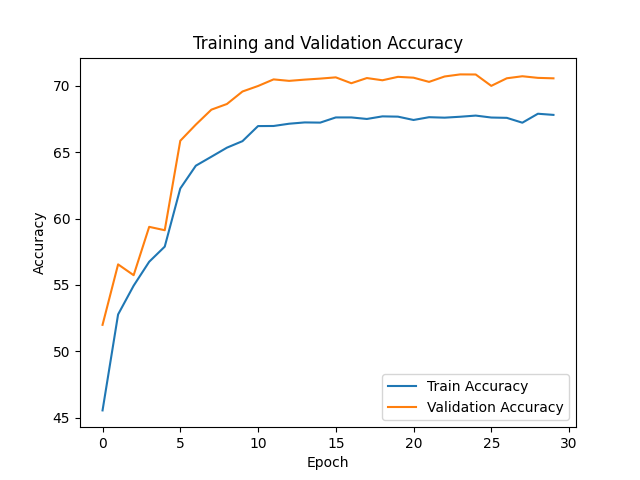 Training and Validation Accuracy
Accuracy
70
65
60
55
50
45
Train Accuracy
Validation Accuracy
0 5 10 15 20 25 30
Epoch